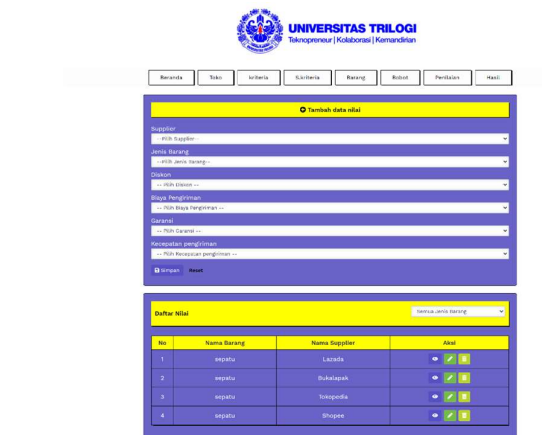 UNIVERSITAS TRILOGI
Teknopreneur | Kolaborasi | Kemandirian
Beranda Toko kriteria S.kriteria Barang Bobot Penilaian Hasil
Tambah data nilai
Supplier
--Pilih Supplier--
Jenis Barang
--Pilih Jenis Barang--
Diskon
-- Pilih Diskon --
Biaya Pengiriman
-- Pilih Biaya Pengiriman --
Garansi
-- Pilih Garansi --
Kecepatan pengiriman
-- Pilih Kecepatan pengiriman --
Simpan Reset
Daftar Nilai Semua Jenis Barang
No Nama Barang Nama Supplier Aksi
1 sepatu Lazada
2 sepatu Bukalapak
3 sepatu Tokopedia
4 sepatu Shopee